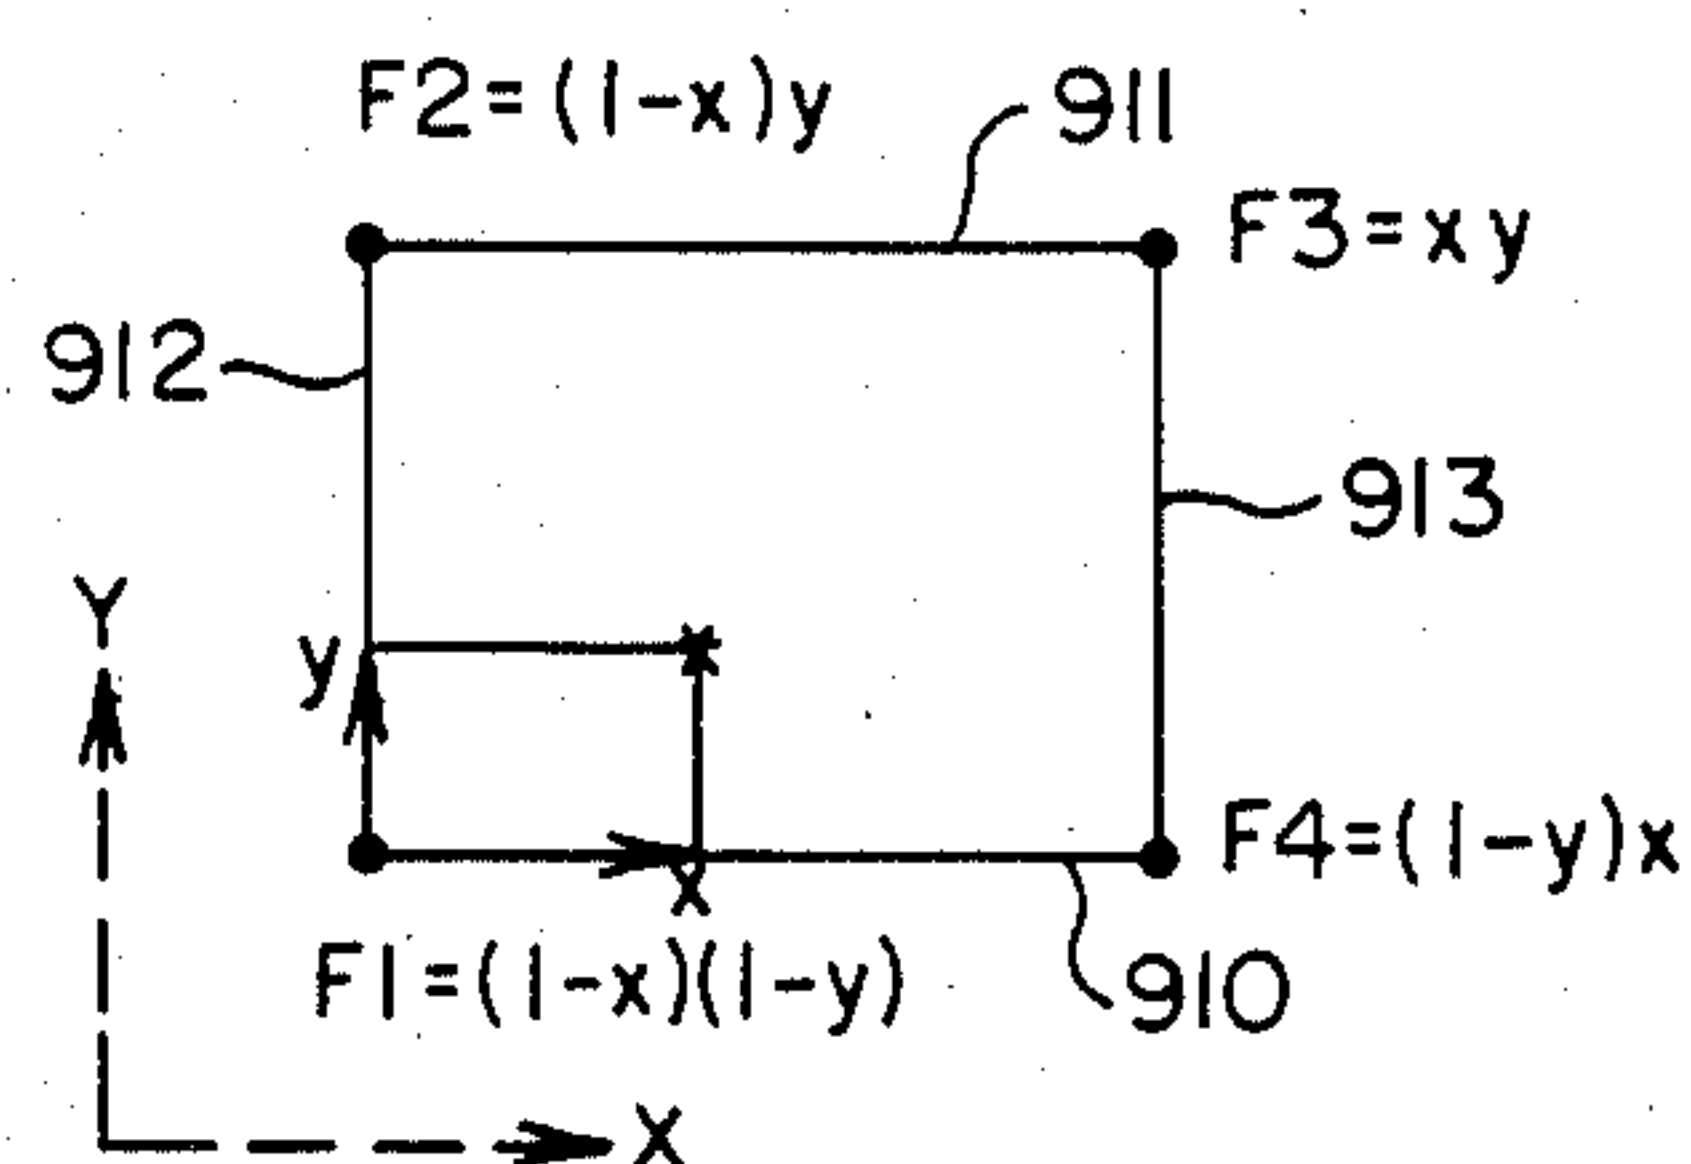 F2=(1-x)y
911
F3=xy
912
913
Y
y
x
F4=(1-y)x
F1=(1-x)(1-y)
910
X